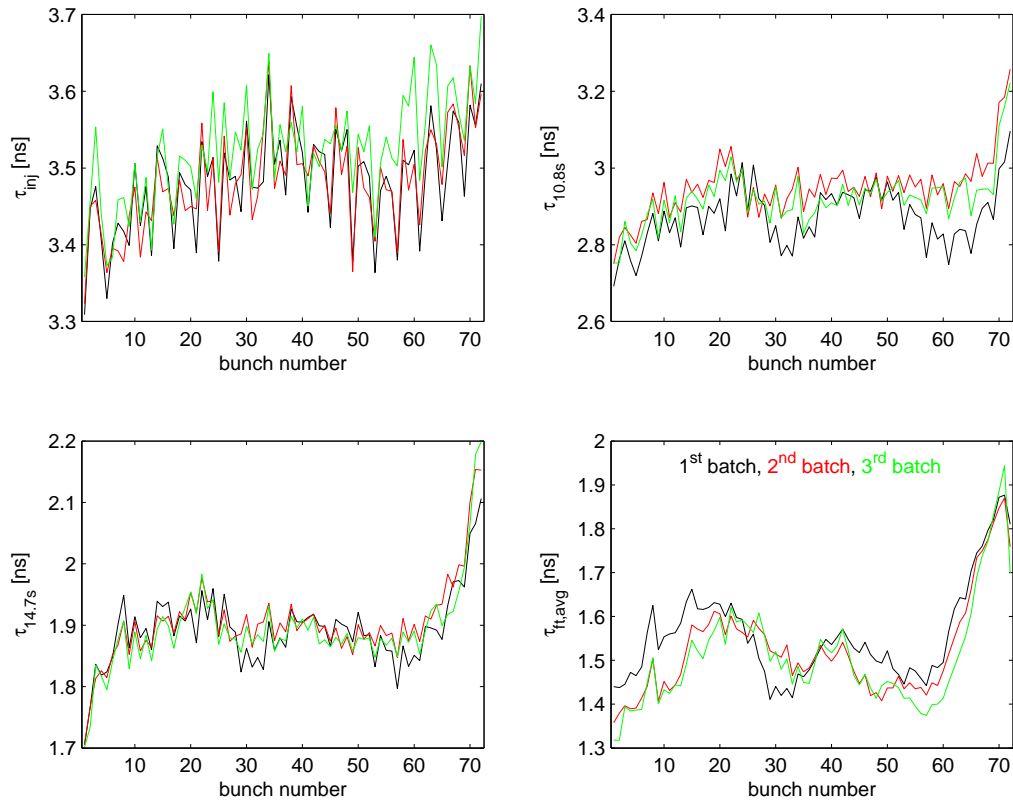 3.7
3.6
3.5
3.4
3.3
τinj [ns]
10 20 30 40 50 60 70
bunch number
3.4
3.2
3
2.8
2.6
τ10.8s [ns]
10 20 30 40 50 60 70
bunch number
2.2
2.1
2
1.9
1.8
1.7
τ14.7s [ns]
10 20 30 40 50 60 70
bunch number
2
1.9
1.8
1.7
1.6
1.5
1.4
1.3
τft,avg [ns]
1st batch, 2nd batch, 3rd batch
10 20 30 40 50 60 70
bunch number